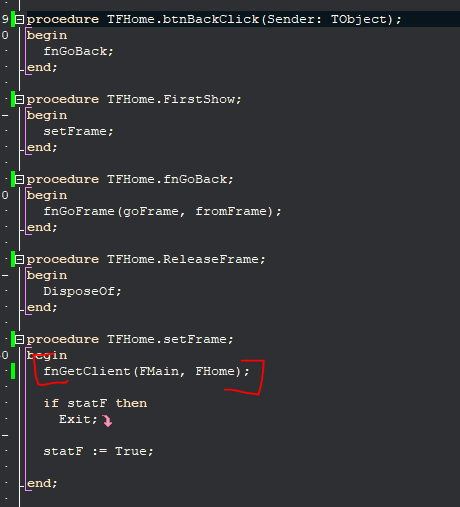 9 procedure TFHome.btnBackClick(Sender: TObject);
0 begin
fnGoBack;
end;
procedure TFHome.FirstShow;
begin
setFrame;
end;
procedure TFHome.fnGoBack;
0 begin
fnGoFrame(goFrame, fromFrame);
end;
procedure TFHome.ReleaseFrame;
begin
DisposeOf;
end;
procedure TFHome.setFrame;
0 begin
fnGetClient(FMain, FHome);
if statF then
Exit;
statF := True;
end;